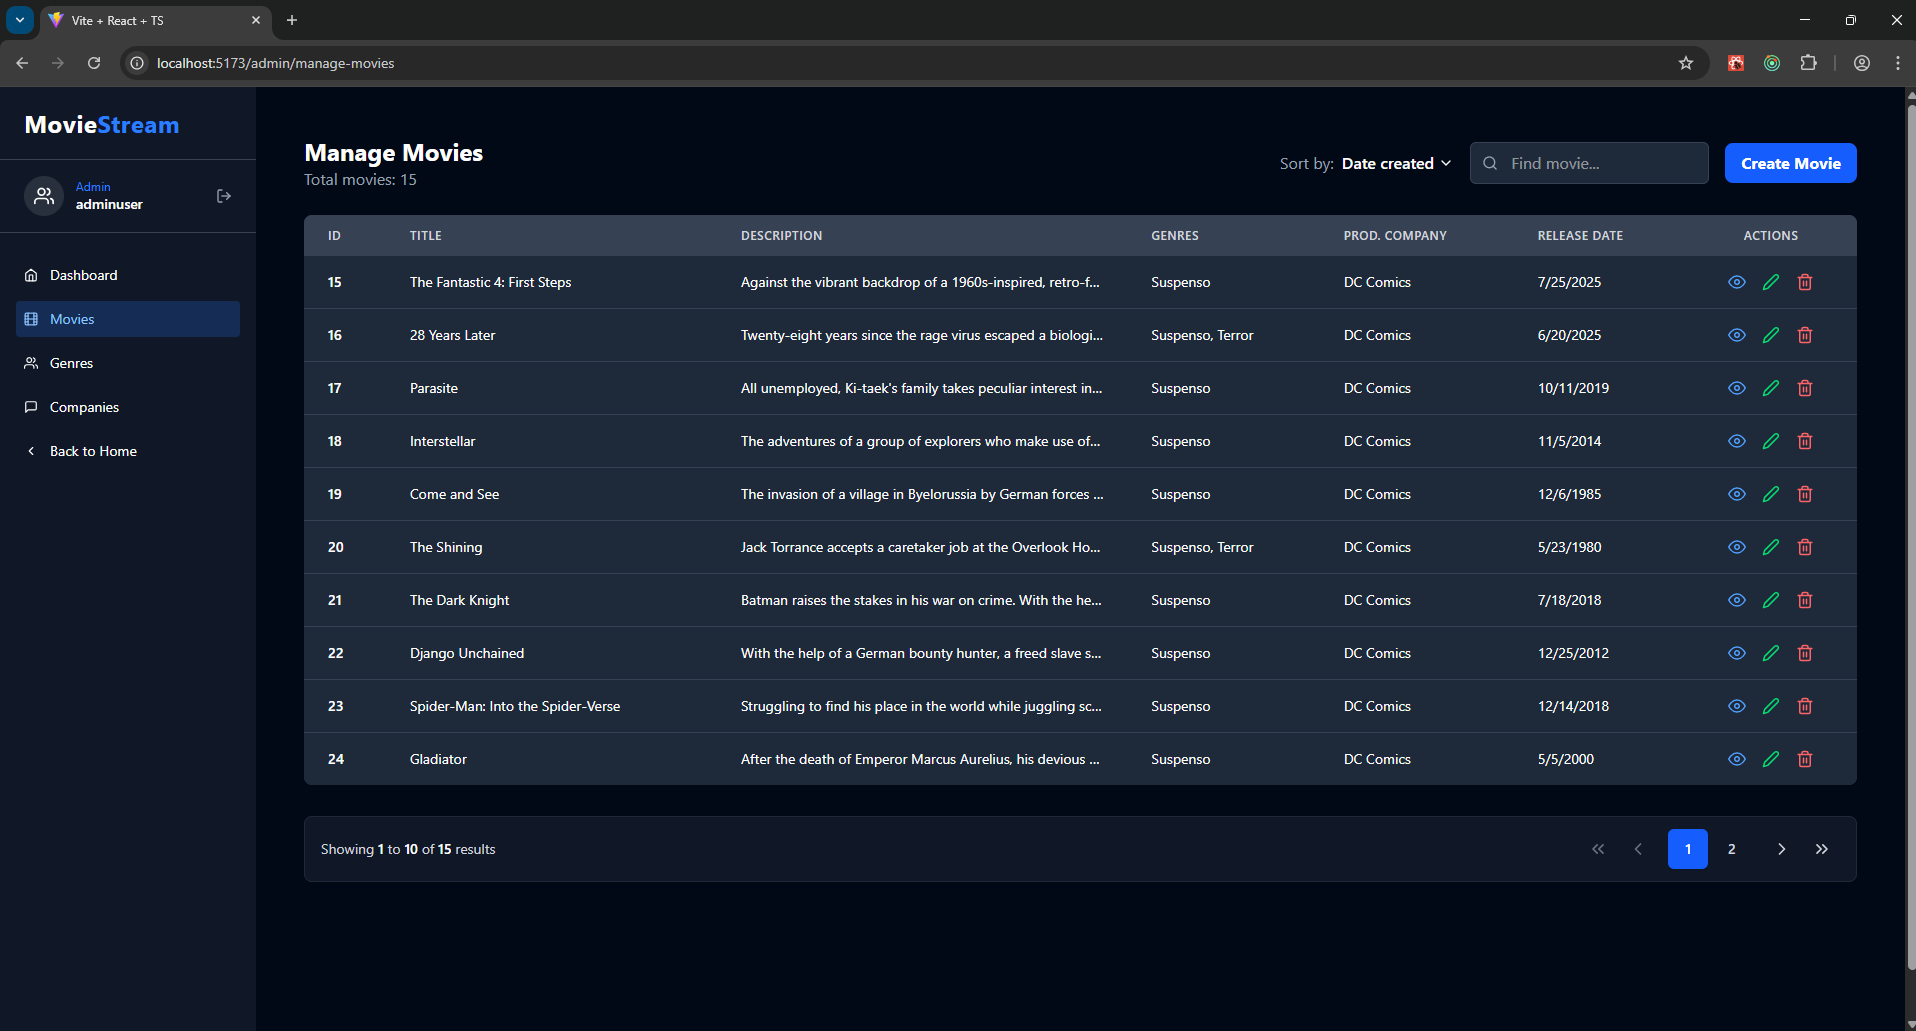 Vite + React + TS
localhost:5173/admin/manage-movies
MovieStream
Admin
adminuser
Dashboard
Movies
Genres
Companies
Back to Home
Manage Movies
Total movies: 15
Sort by: Date created
Find movie...
Create Movie
ID TITLE DESCRIPTION GENRES PROD. COMPANY RELEASE DATE ACTIONS
15 The Fantastic 4: First Steps Against the vibrant backdrop of a 1960s-inspired, retro-f... Suspenso DC Comics 7/25/2025
16 28 Years Later Twenty-eight years since the rage virus escaped a biologi... Suspenso, Terror DC Comics 6/20/2025
17 Parasite All unemployed, Ki-taek's family takes peculiar interest in... Suspenso DC Comics 10/11/2019
18 Interstellar The adventures of a group of explorers who make use of... Suspenso DC Comics 11/5/2014
19 Come and See The invasion of a village in Byelorussia by German forces ... Suspenso DC Comics 12/6/1985
20 The Shining Jack Torrance accepts a caretaker job at the Overlook Ho... Suspenso, Terror DC Comics 5/23/1980
21 The Dark Knight Batman raises the stakes in his war on crime. With the he... Suspenso DC Comics 7/18/2018
22 Django Unchained With the help of a German bounty hunter, a freed slave s... Suspenso DC Comics 12/25/2012
23 Spider-Man: Into the Spider-Verse Struggling to find his place in the world while juggling sc... Suspenso DC Comics 12/14/2018
24 Gladiator After the death of Emperor Marcus Aurelius, his devious ... Suspenso DC Comics 5/5/2000
Showing 1 to 10 of 15 results
1 2